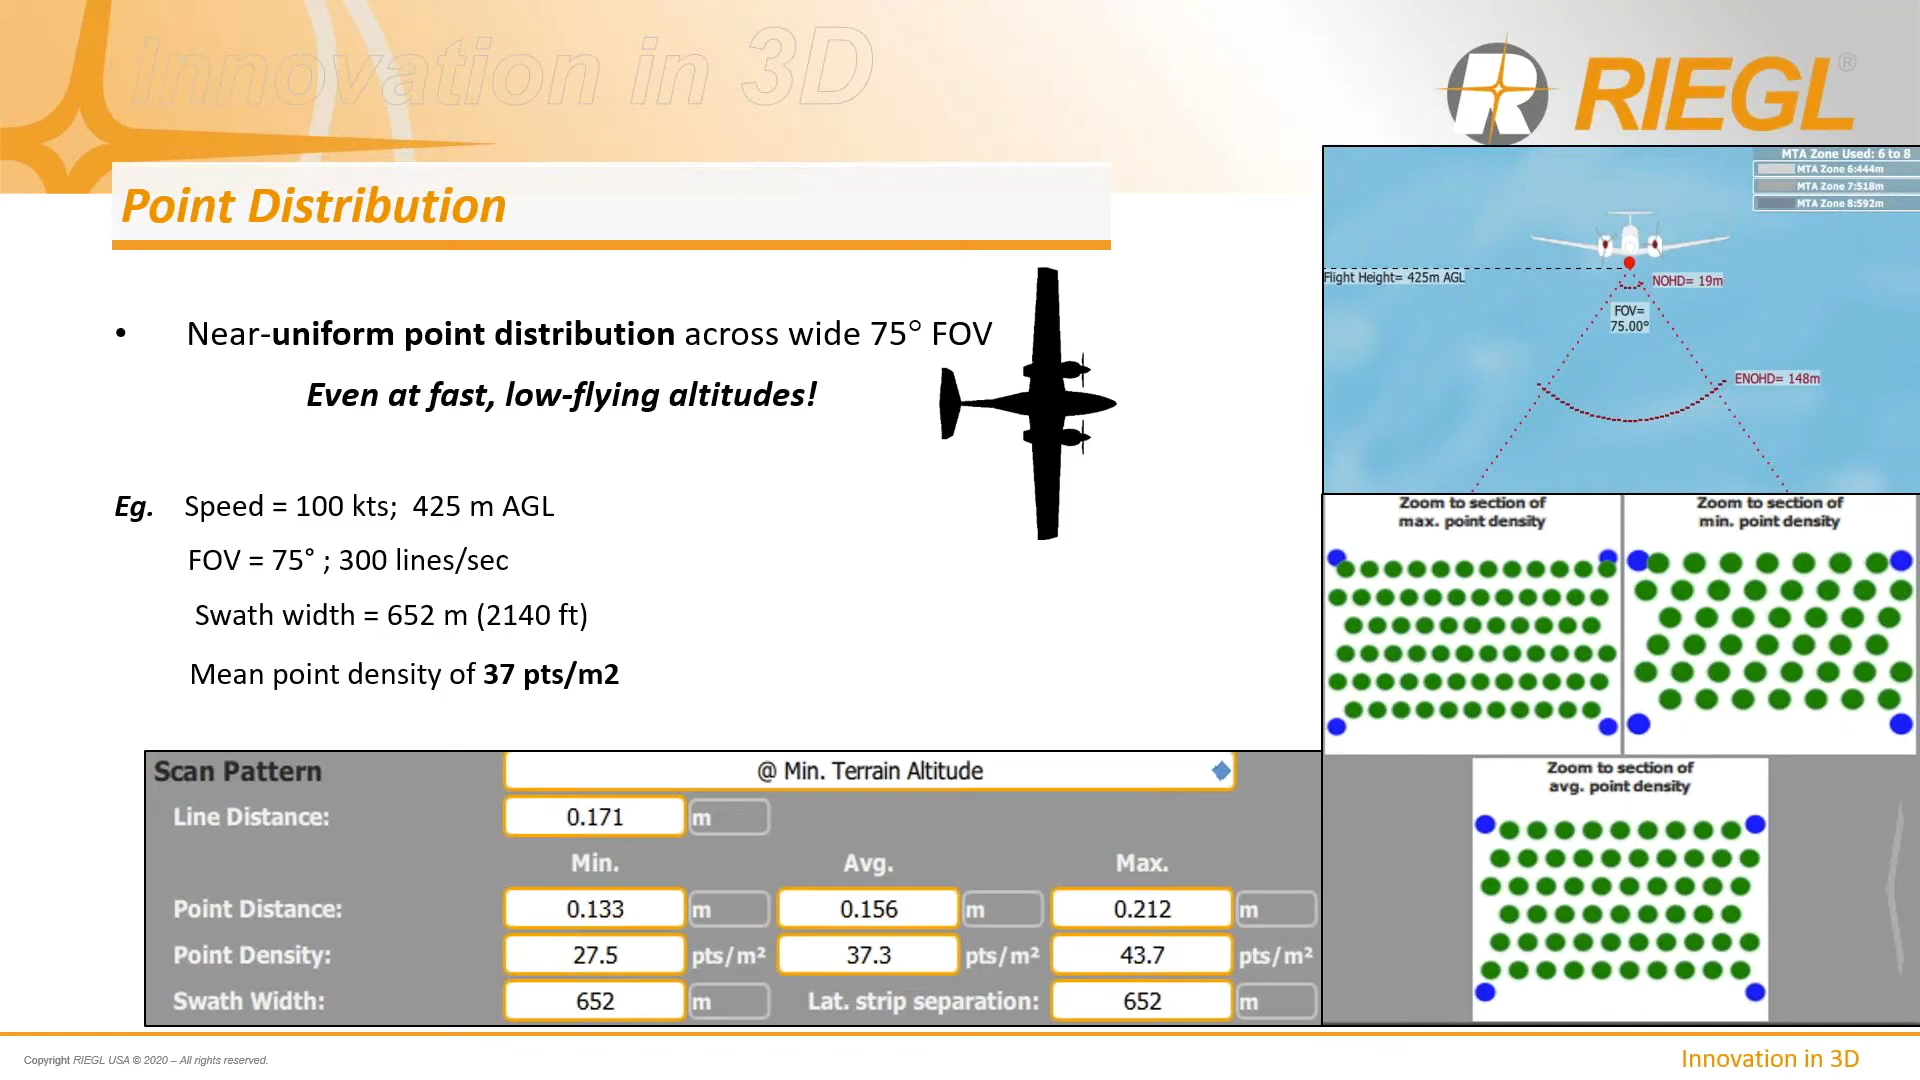 Innovation in 3D
RIEGL®
Point Distribution
• Near-uniform point distribution across wide 75° FOV
Even at fast, low-flying altitudes!
Eg. Speed = 100 kts; 425 m AGL
FOV = 75° ; 300 lines/sec
Swath width = 652 m (2140 ft)
Mean point density of 37 pts/m2
MTA Zone Used: 6 to 8
MTA Zone 6:444m
MTA Zone 7:518m
MTA Zone 8:592m
Flight Height= 425m AGL
NOHD= 19m
FOV=
75.00°
ENOHD= 148m
Zoom to section of
max. point density
Zoom to section of
min. point density
Zoom to section of
avg. point density
Scan Pattern @ Min. Terrain Altitude
Line Distance: 0.171 m
Min. Avg. Max.
Point Distance: 0.133 m 0.156 m 0.212 m
Point Density: 27.5 pts/m² 37.3 pts/m² 43.7 pts/m²
Swath Width: 652 m Lat. strip separation: 652 m
Copyright RIEGL USA © 2020 – All rights reserved.
Innovation in 3D